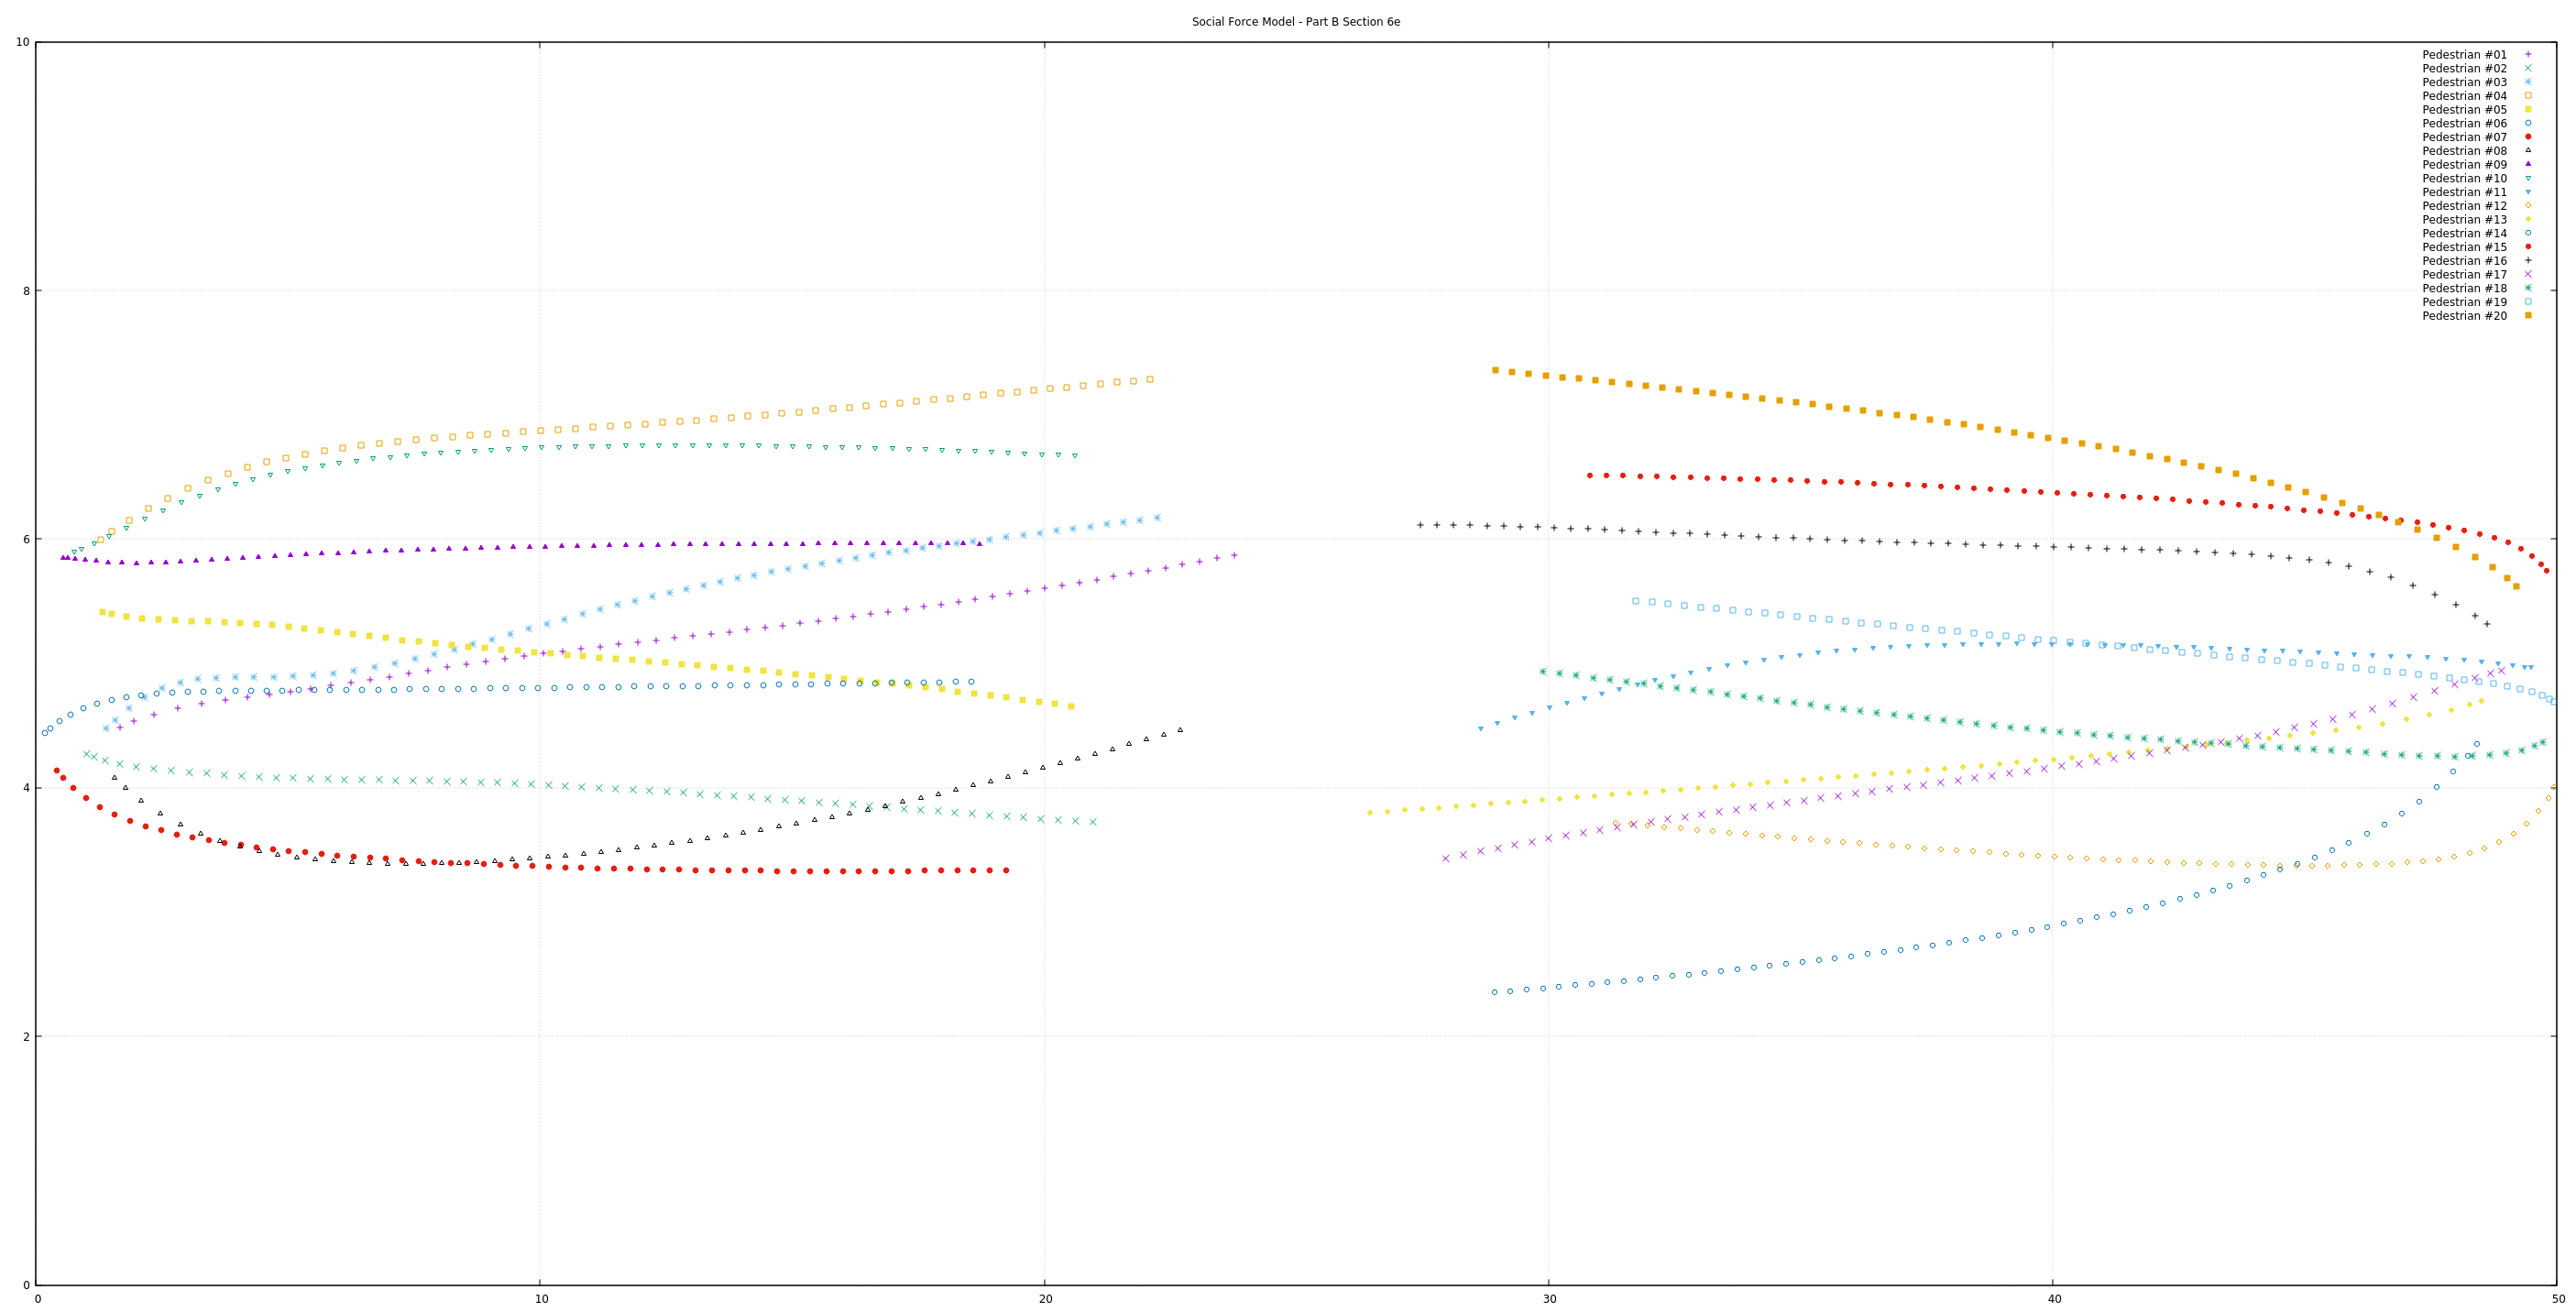 Social Force Model - Part B Section 6e
10
8
6
4
2
0
0 10 20 30 40 50
Pedestrian #01
Pedestrian #02
Pedestrian #03
Pedestrian #04
Pedestrian #05
Pedestrian #06
Pedestrian #07
Pedestrian #08
Pedestrian #09
Pedestrian #10
Pedestrian #11
Pedestrian #12
Pedestrian #13
Pedestrian #14
Pedestrian #15
Pedestrian #16
Pedestrian #17
Pedestrian #18
Pedestrian #19
Pedestrian #20